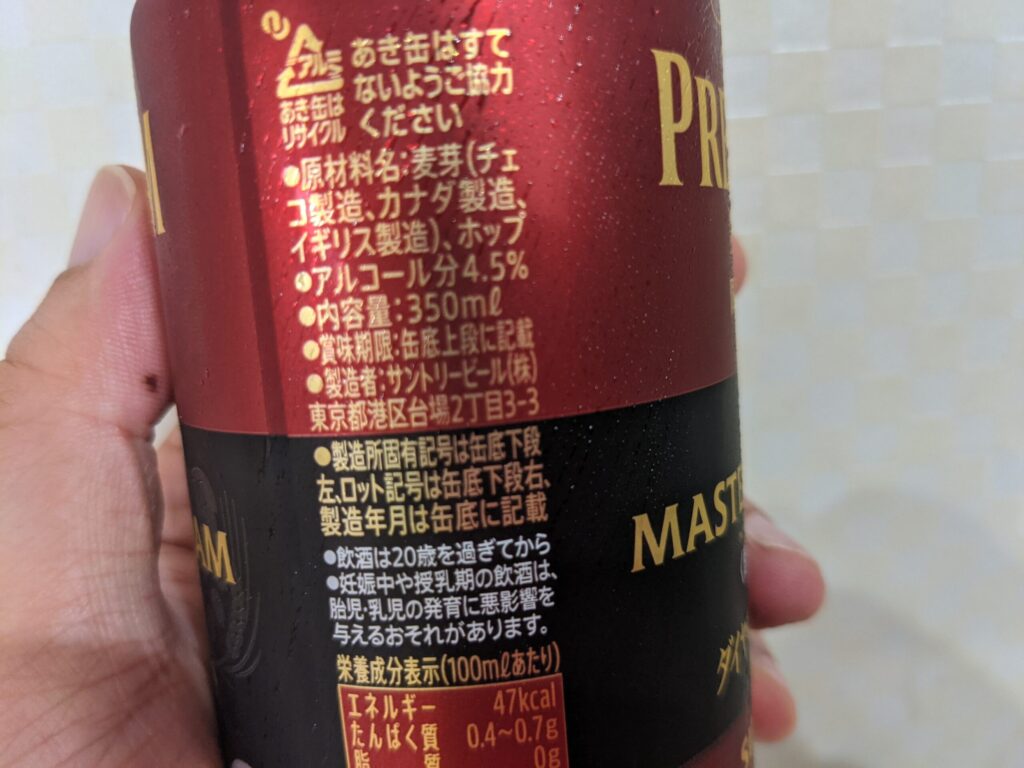 アルミ
あき缶は
リサイクル
あき缶はすて
ないようご協力
ください
●原材料名:麦芽(チェ
コ製造、カナダ製造、
イギリス製造)、ホップ
●アルコール分4.5%
●内容量:350mℓ
●賞味期限:缶底上段に記載
●製造者:サントリービール(株)
東京都港区台場2丁目3-3
●製造所固有記号は缶底下段
左、ロット記号は缶底下段右、
製造年月は缶底に記載
●飲酒は20歳を過ぎてから
●妊娠中や授乳期の飲酒は、
胎児・乳児の発育に悪影響を
与えるおそれがあります。
栄養成分表示(100mℓあたり)
エネルギー 47kcal
たんぱく質 0.4~0.7g
脂 質 0g
PRE
MASTE
ダイヤ
AM
M